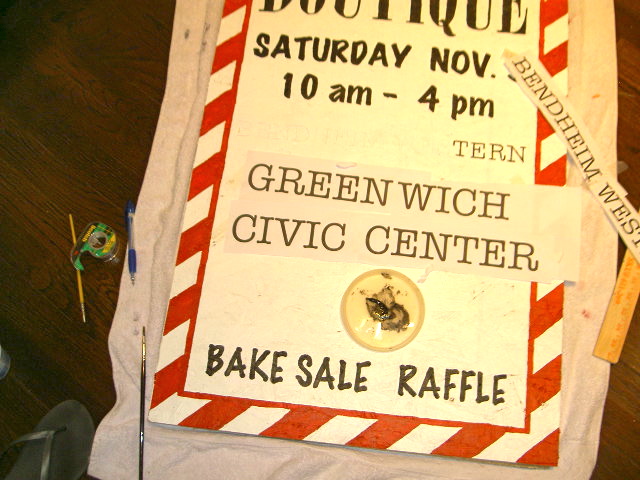 BOUTIQUE
SATURDAY NOV.
10 am - 4 pm
BENDHEIM WEST
TERN
GREENWICH
CIVIC CENTER
BAKE SALE RAFFLE